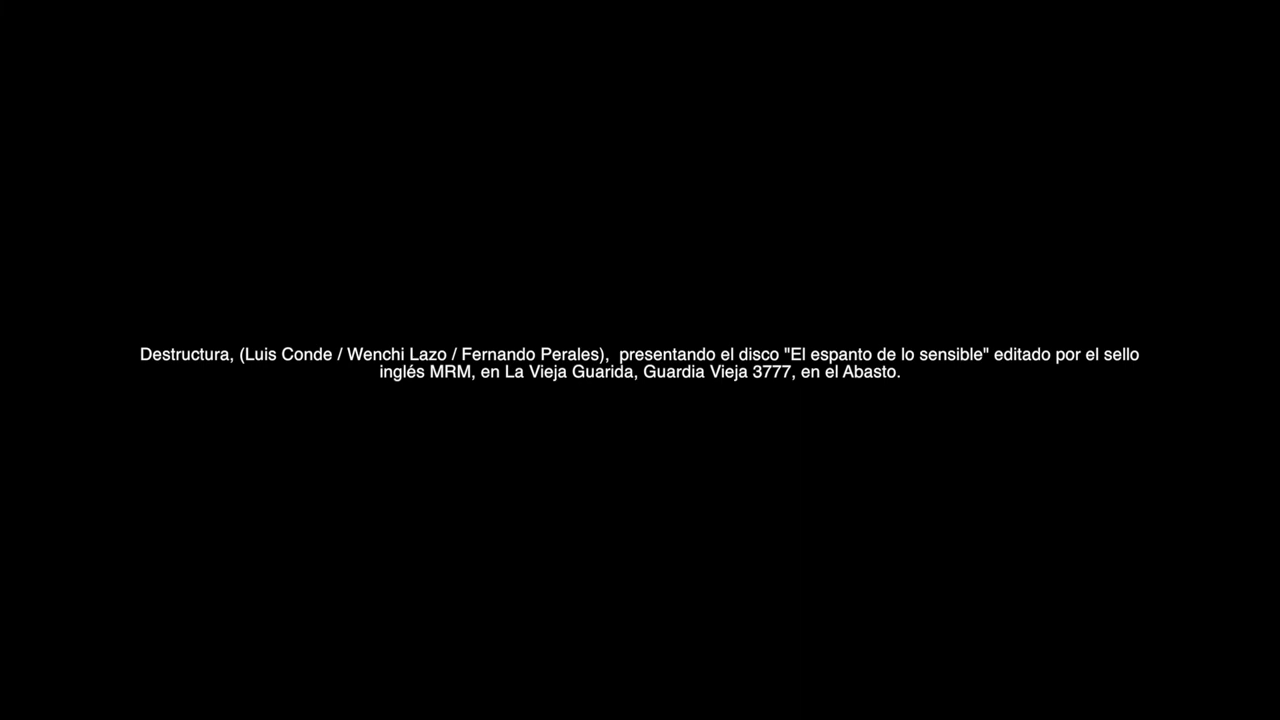 Destructura, (Luis Conde / Wenchi Lazo / Fernando Perales),  presentando el disco "El espanto de lo sensible" editado por el sello
inglés MRM, en La Vieja Guarida, Guardia Vieja 3777, en el Abasto.